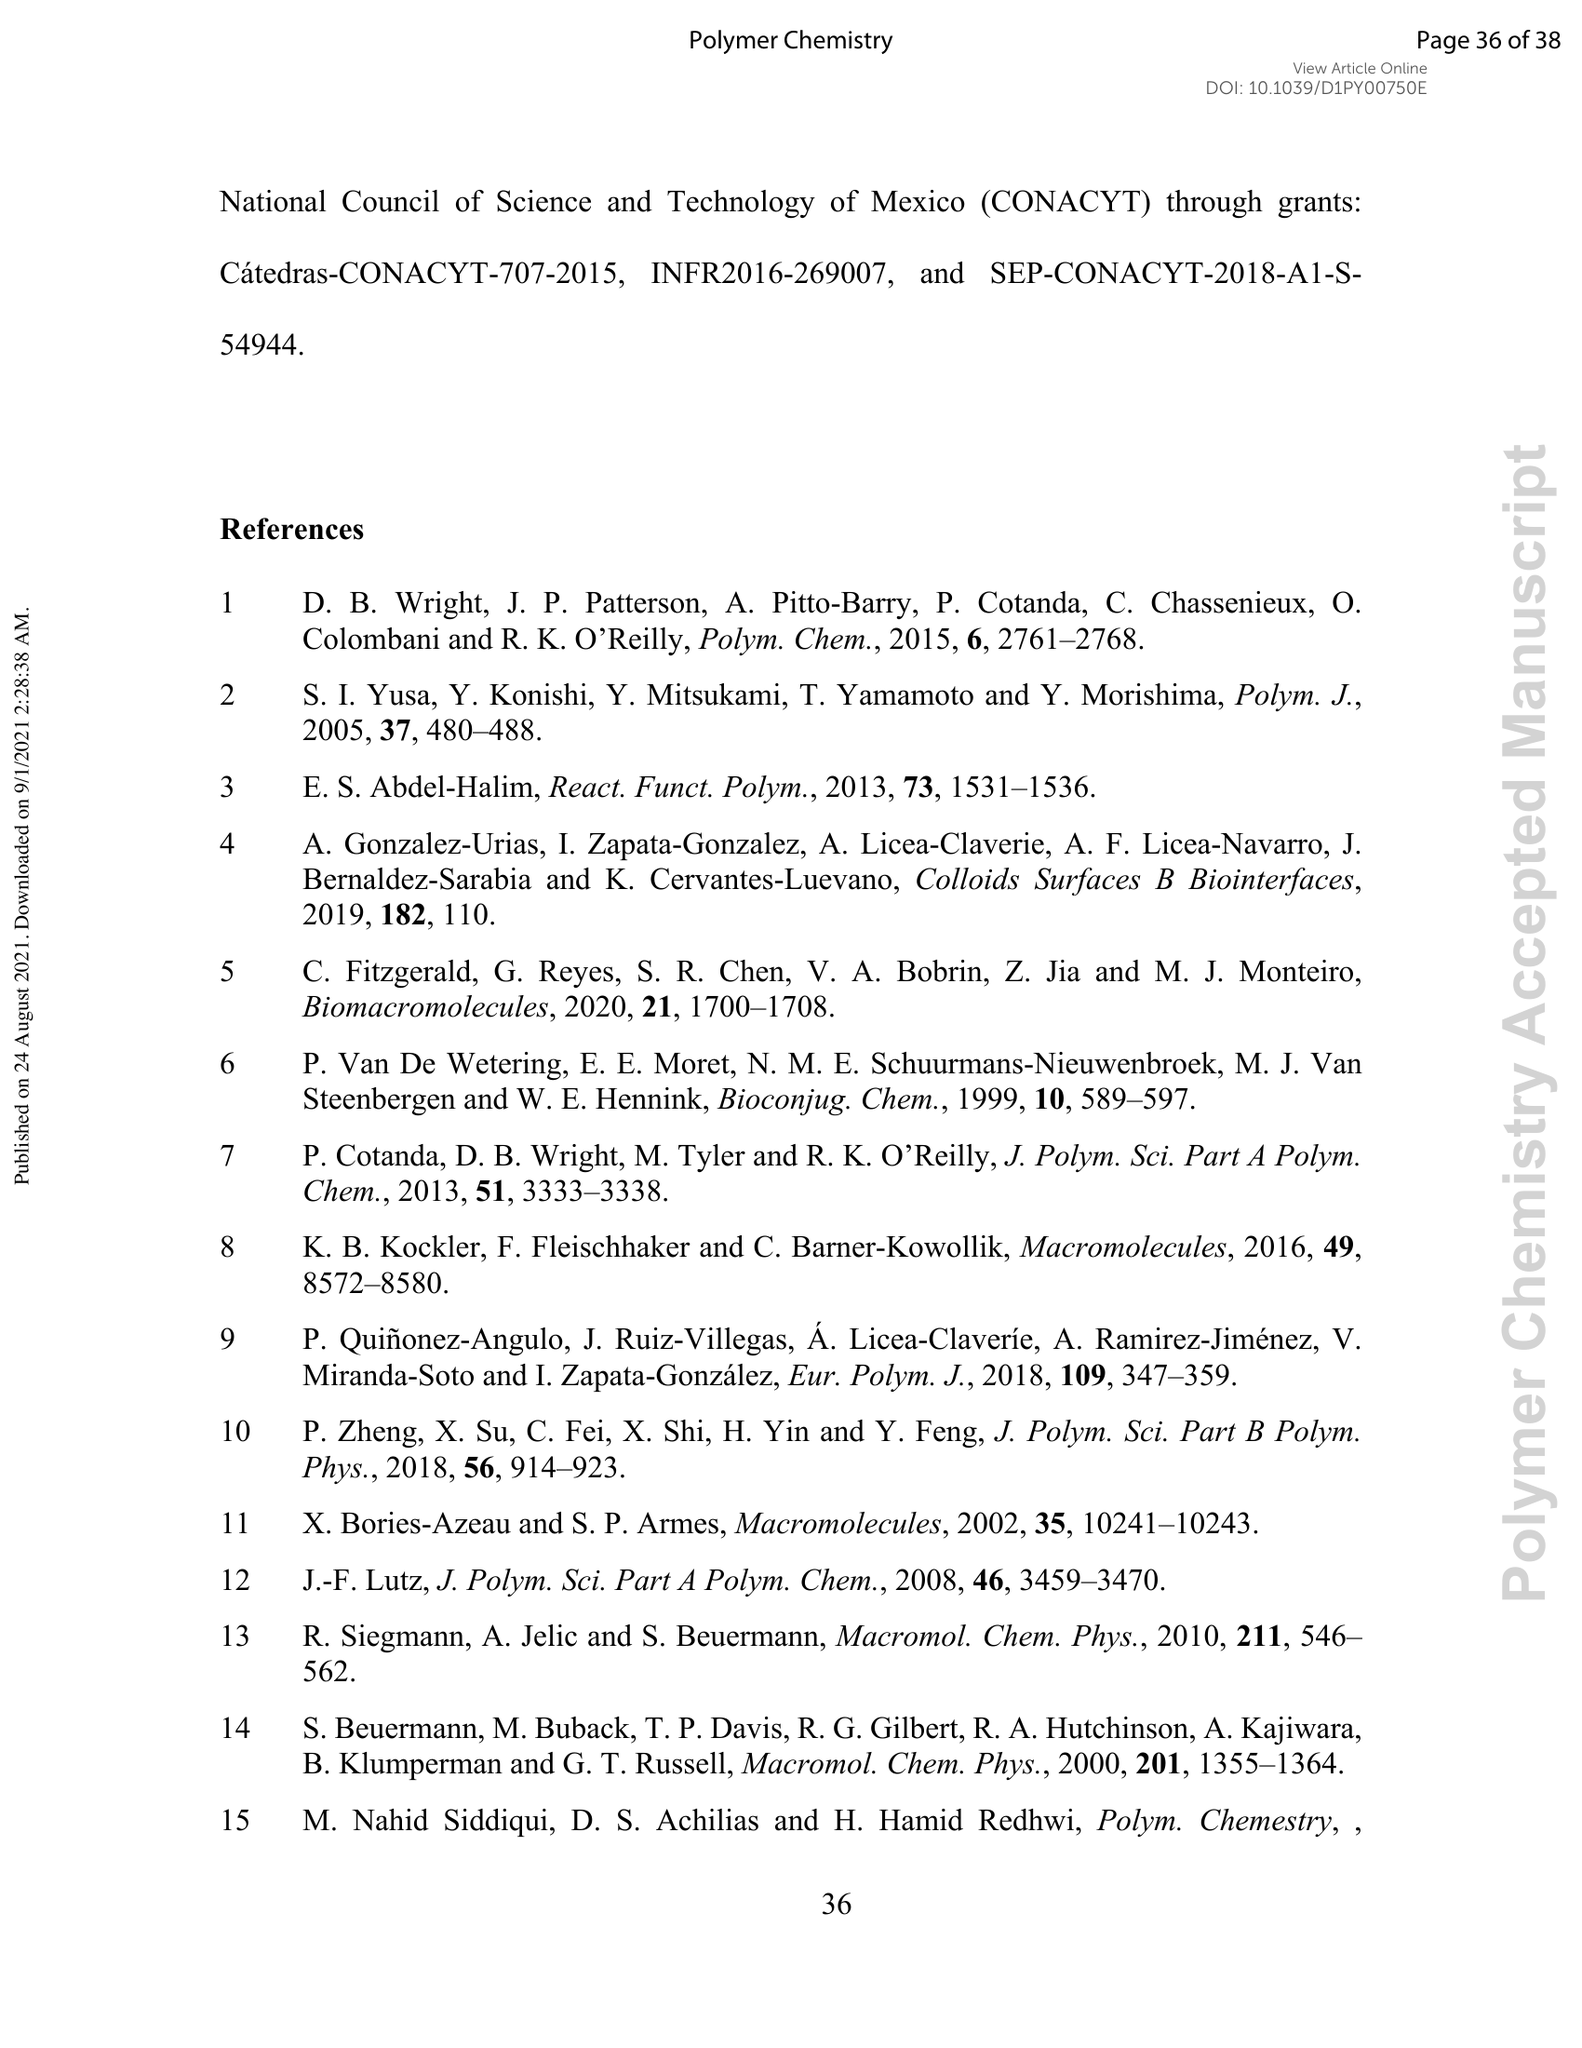 Polymer Chemistry
Page 36 of 38
View Article Online
DOI: 10.1039/D1PY00750E
National Council of Science and Technology of Mexico (CONACYT) through grants:
Cátedras-CONACYT-707-2015, INFR2016-269007, and SEP-CONACYT-2018-A1-S-
54944.
References
1 D. B. Wright, J. P. Patterson, A. Pitto-Barry, P. Cotanda, C. Chassenieux, O.
Colombani and R. K. O’Reilly, Polym. Chem., 2015, 6, 2761–2768.
2 S. I. Yusa, Y. Konishi, Y. Mitsukami, T. Yamamoto and Y. Morishima, Polym. J.,
2005, 37, 480–488.
3 E. S. Abdel-Halim, React. Funct. Polym., 2013, 73, 1531–1536.
4 A. Gonzalez-Urias, I. Zapata-Gonzalez, A. Licea-Claverie, A. F. Licea-Navarro, J.
Bernaldez-Sarabia and K. Cervantes-Luevano, Colloids Surfaces B Biointerfaces,
2019, 182, 110.
5 C. Fitzgerald, G. Reyes, S. R. Chen, V. A. Bobrin, Z. Jia and M. J. Monteiro,
Biomacromolecules, 2020, 21, 1700–1708.
6 P. Van De Wetering, E. E. Moret, N. M. E. Schuurmans-Nieuwenbroek, M. J. Van
Steenbergen and W. E. Hennink, Bioconjug. Chem., 1999, 10, 589–597.
7 P. Cotanda, D. B. Wright, M. Tyler and R. K. O’Reilly, J. Polym. Sci. Part A Polym.
Chem., 2013, 51, 3333–3338.
8 K. B. Kockler, F. Fleischhaker and C. Barner-Kowollik, Macromolecules, 2016, 49,
8572–8580.
9 P. Quiñonez-Angulo, J. Ruiz-Villegas, Á. Licea-Claveríe, A. Ramirez-Jiménez, V.
Miranda-Soto and I. Zapata-González, Eur. Polym. J., 2018, 109, 347–359.
10 P. Zheng, X. Su, C. Fei, X. Shi, H. Yin and Y. Feng, J. Polym. Sci. Part B Polym.
Phys., 2018, 56, 914–923.
11 X. Bories-Azeau and S. P. Armes, Macromolecules, 2002, 35, 10241–10243.
12 J.-F. Lutz, J. Polym. Sci. Part A Polym. Chem., 2008, 46, 3459–3470.
13 R. Siegmann, A. Jelic and S. Beuermann, Macromol. Chem. Phys., 2010, 211, 546–
562.
14 S. Beuermann, M. Buback, T. P. Davis, R. G. Gilbert, R. A. Hutchinson, A. Kajiwara,
B. Klumperman and G. T. Russell, Macromol. Chem. Phys., 2000, 201, 1355–1364.
15 M. Nahid Siddiqui, D. S. Achilias and H. Hamid Redhwi, Polym. Chemestry, ,
36
Published on 24 August 2021. Downloaded on 9/1/2021 2:28:38 AM.
Polymer Chemistry Accepted Manuscript